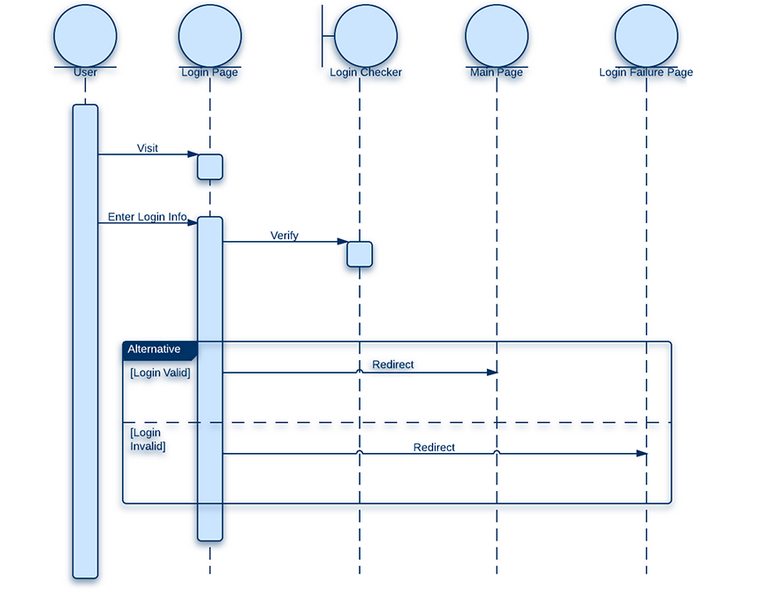 User
Login Page
Login Checker
Main Page
Login Failure Page
Visit
Enter Login Info
Verify
Alternative
[Login Valid]
Redirect
[Login
Invalid]
Redirect